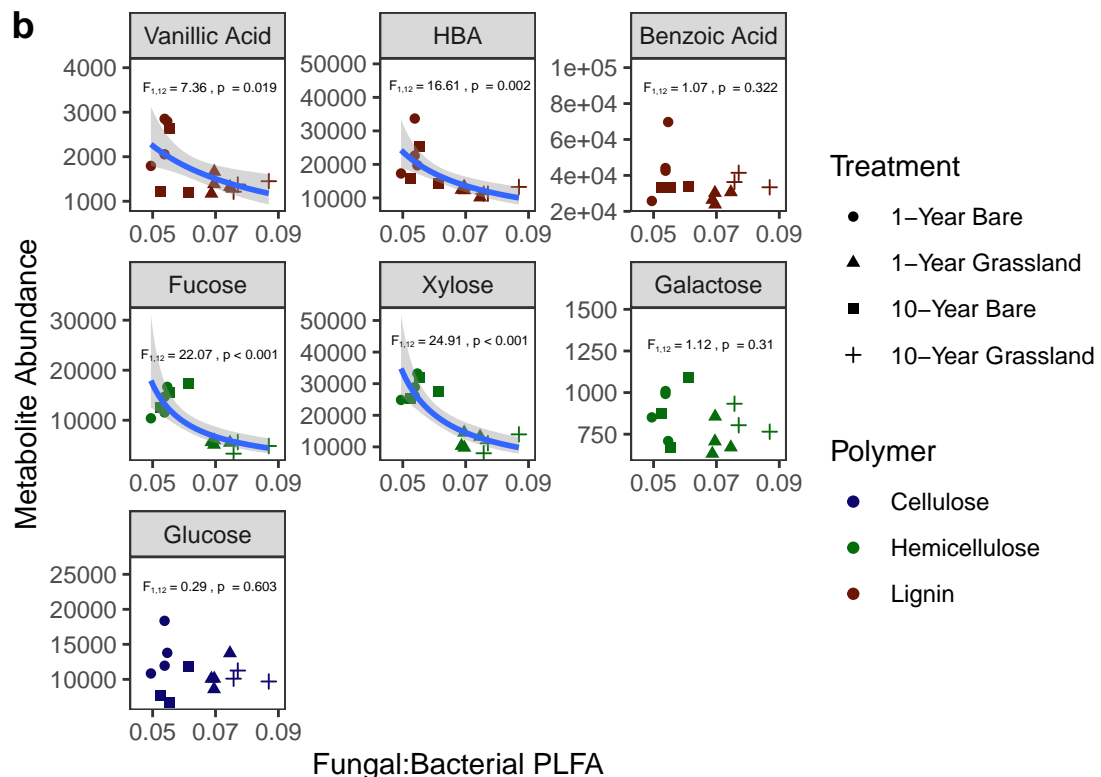 b
Vanillic Acid
HBA
Benzoic Acid
4000
3000
2000
1000
F1,12 = 7.36 , p = 0.019
50000
40000
30000
20000
10000
F1,12 = 16.61 , p = 0.002
1e+05
8e+04
6e+04
4e+04
2e+04
F1,12 = 1.07 , p = 0.322
0.05 0.07 0.09
0.05 0.07 0.09
0.05 0.07 0.09
Fucose
Xylose
Galactose
30000
20000
10000
F1,12 = 22.07 , p < 0.001
50000
40000
30000
20000
10000
F1,12 = 24.91 , p < 0.001
1500
1250
1000
750
F1,12 = 1.12 , p = 0.31
0.05 0.07 0.09
0.05 0.07 0.09
0.05 0.07 0.09
Glucose
25000
20000
15000
10000
F1,12 = 0.29 , p = 0.603
0.05 0.07 0.09
Metabolite Abundance
Fungal:Bacterial PLFA
Treatment
1−Year Bare
1−Year Grassland
10−Year Bare
10−Year Grassland
Polymer
Cellulose
Hemicellulose
Lignin